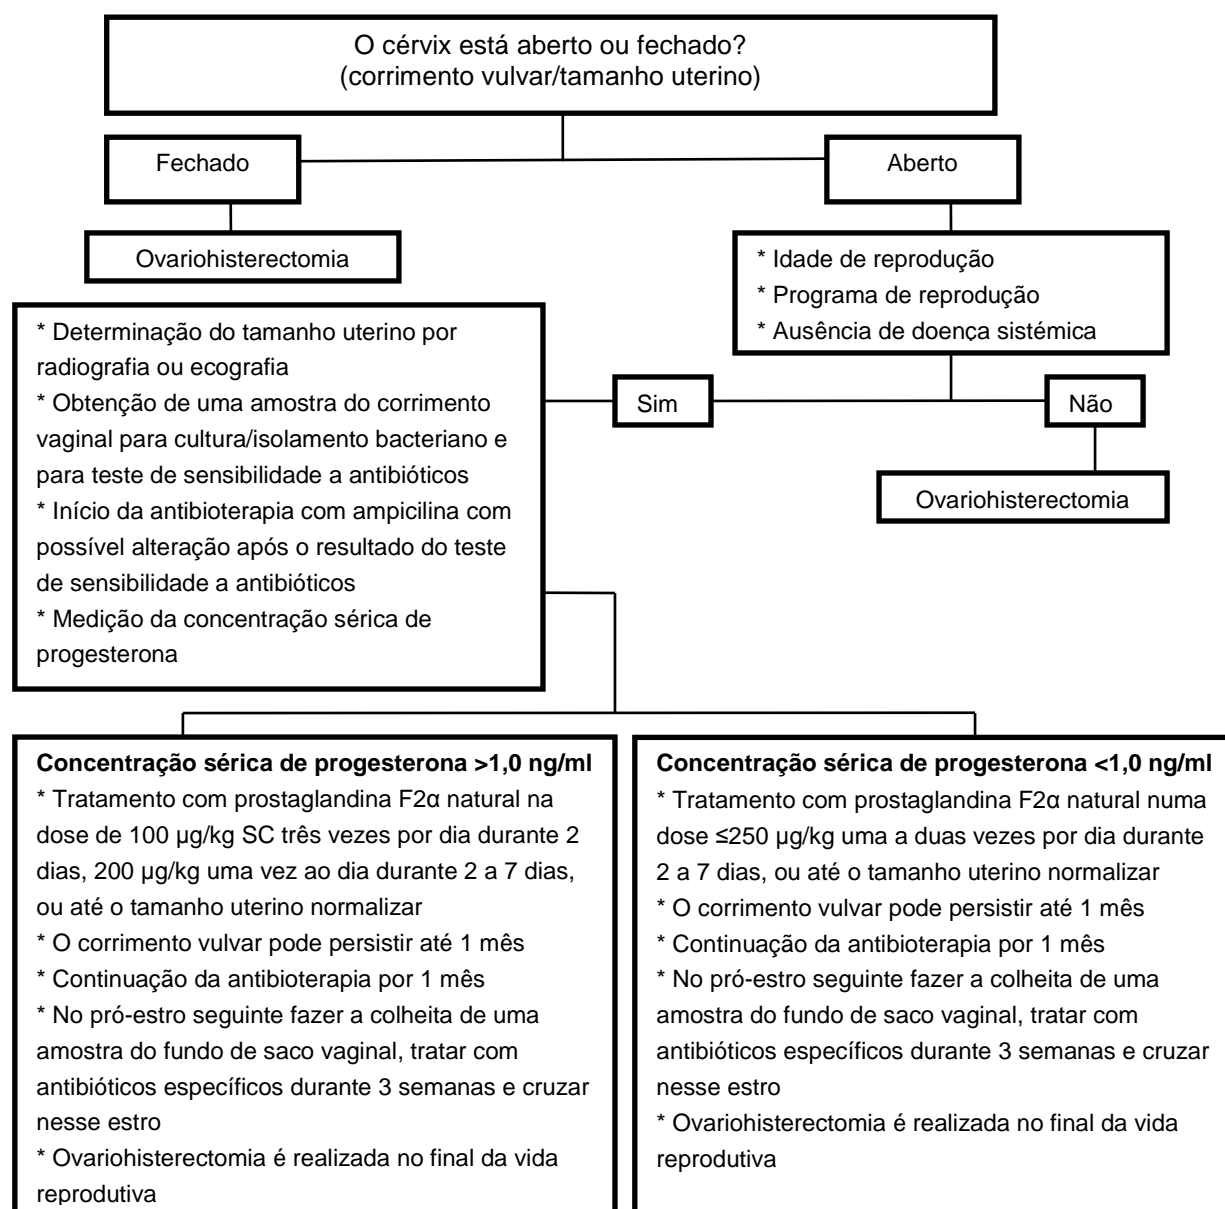 O cérvix está aberto ou fechado?
(corrimento vulvar/tamanho uterino)
Fechado
Aberto
Ovariohisterectomia
* Idade de reprodução
* Programa de reprodução
* Ausência de doença sistémica
* Determinação do tamanho uterino por
radiografia ou ecografia
* Obtenção de uma amostra do corrimento
vaginal para cultura/isolamento bacteriano e
para teste de sensibilidade a antibióticos
* Início da antibioterapia com ampicilina com
possível alteração após o resultado do teste
de sensibilidade a antibióticos
* Medição da concentração sérica de
progesterona
Sim
Não
Ovariohisterectomia
Concentração sérica de progesterona >1,0 ng/ml
* Tratamento com prostaglandina F2α natural na
dose de 100 µg/kg SC três vezes por dia durante 2
dias, 200 µg/kg uma vez ao dia durante 2 a 7 dias,
ou até o tamanho uterino normalizar
* O corrimento vulvar pode persistir até 1 mês
* Continuação da antibioterapia por 1 mês
* No pró-estro seguinte fazer a colheita de uma
amostra do fundo de saco vaginal, tratar com
antibióticos específicos durante 3 semanas e cruzar
nesse estro
* Ovariohisterectomia é realizada no final da vida
reprodutiva
Concentração sérica de progesterona <1,0 ng/ml
* Tratamento com prostaglandina F2α natural numa
dose ≤250 µg/kg uma a duas vezes por dia durante
2 a 7 dias, ou até o tamanho uterino normalizar
* O corrimento vulvar pode persistir até 1 mês
* Continuação da antibioterapia por 1 mês
* No pró-estro seguinte fazer a colheita de uma
amostra do fundo de saco vaginal, tratar com
antibióticos específicos durante 3 semanas e cruzar
nesse estro
* Ovariohisterectomia é realizada no final da vida
reprodutiva